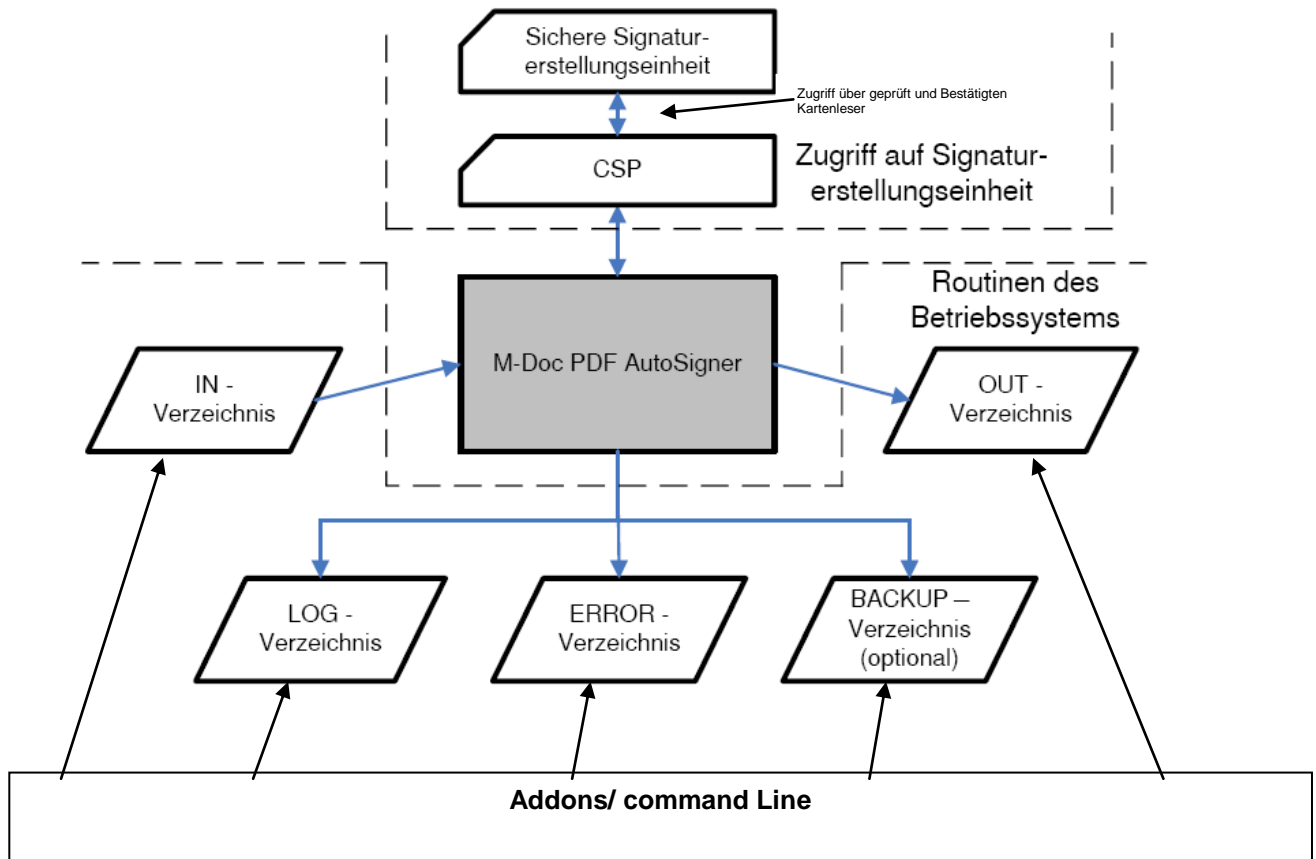 Sichere Signatur-
erstellungseinheit
Zugriff über geprüft und Bestätigten
Kartenleser
CSP
Zugriff auf Signatur-
erstellungseinheit
Routinen des
Betriebssystems
M-Doc PDF AutoSigner
IN -
Verzeichnis
OUT -
Verzeichnis
LOG -
Verzeichnis
ERROR -
Verzeichnis
BACKUP –
Verzeichnis
(optional)
Addons/ command Line